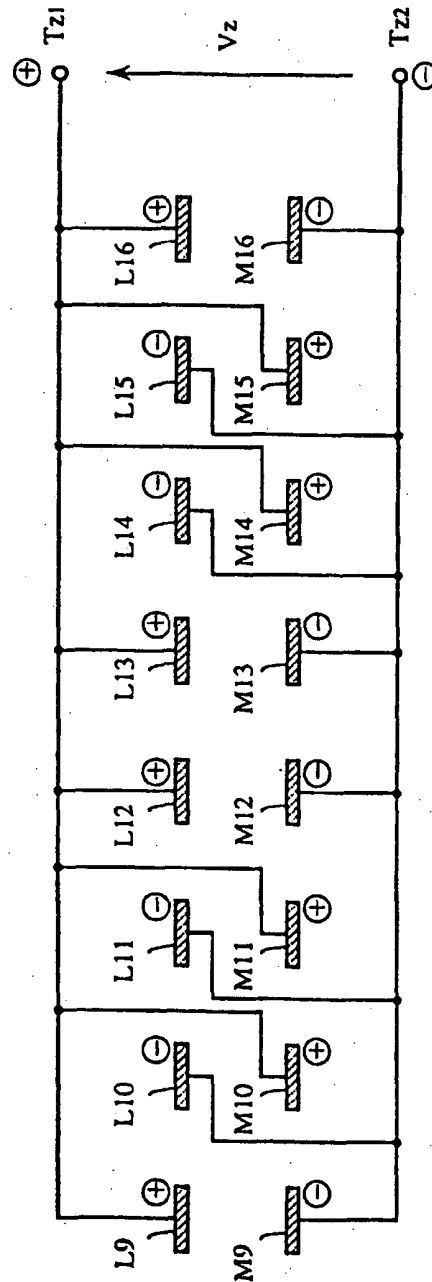 ⊕ TZ1
VZ
⊖ TZ2
L9 ⊕
L10 ⊖
L11 ⊖
L12 ⊕
L13 ⊕
L14 ⊖
L15 ⊖
L16 ⊕
M9 ⊖
M10 ⊕
M11 ⊕
M12 ⊖
M13 ⊖
M14 ⊕
M15 ⊕
M16 ⊖